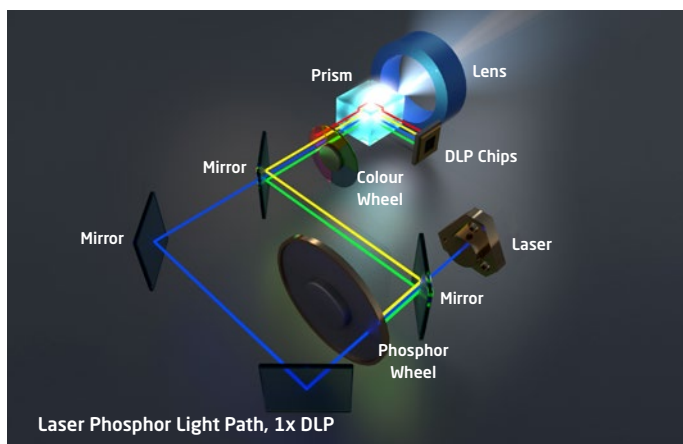 Prism
Lens
DLP Chips
Mirror
Colour
Wheel
Mirror
Laser
Mirror
Phosphor
Wheel
Laser Phosphor Light Path, 1x DLP